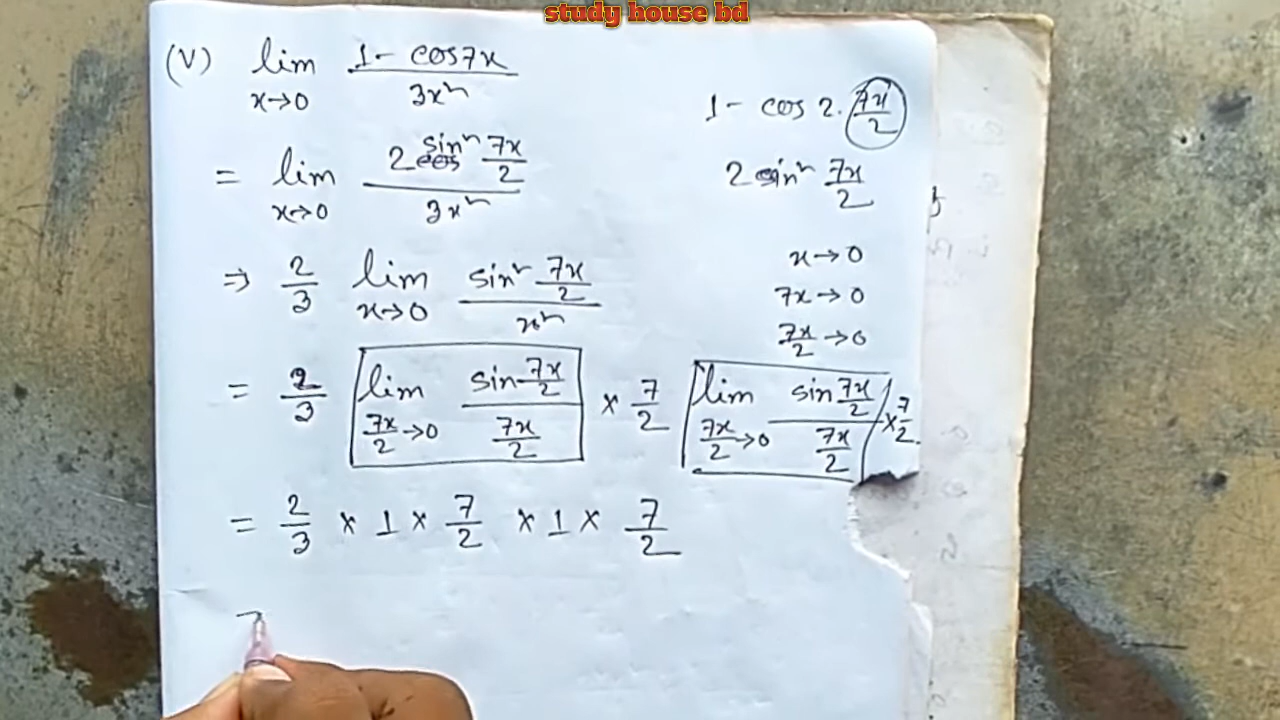 study house bd
(V) lim x→0 1 - cos7x / 3x²
1 - cos 2. 7x/2
= lim x→0 2 sin² 7x/2 / 3x²
2 sin² 7x/2
⇒ 2/3 lim x→0 sin² 7x/2 / x²
x→0
7x→0
7x/2→0
= 2/3 lim 7x/2→0 sin 7x/2 / 7x/2 × 7/2 lim 7x/2→0 sin 7x/2 / 7x/2 × 7/2
= 2/3 × 1 × 7/2 × 1 × 7/2